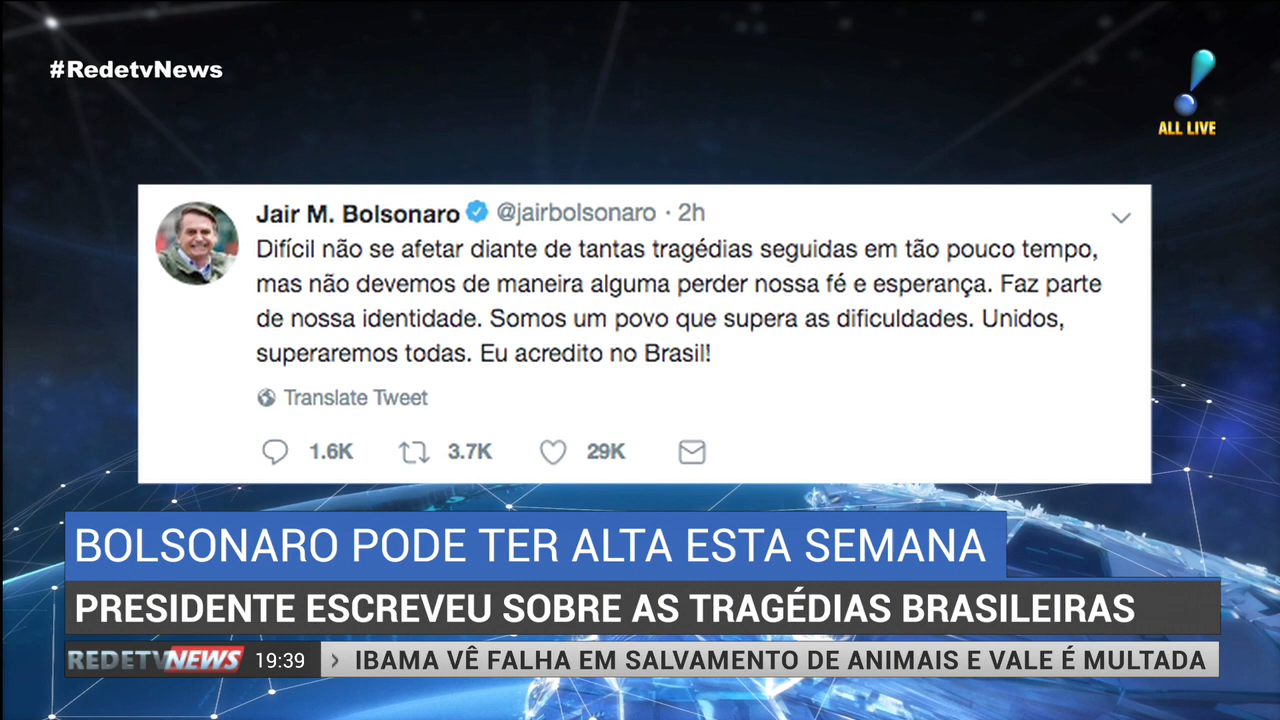 #RedetvNews
ALL LIVE
Jair M. Bolsonaro @jairbolsonaro · 2h
Difícil não se afetar diante de tantas tragédias seguidas em tão pouco tempo,
mas não devemos de maneira alguma perder nossa fé e esperança. Faz parte
de nossa identidade. Somos um povo que supera as dificuldades. Unidos,
superaremos todas. Eu acredito no Brasil!
Translate Tweet
1.6K 3.7K 29K
BOLSONARO PODE TER ALTA ESTA SEMANA
PRESIDENTE ESCREVEU SOBRE AS TRAGÉDIAS BRASILEIRAS
REDETVNEWS 19:39 › IBAMA VÊ FALHA EM SALVAMENTO DE ANIMAIS E VALE É MULTADA